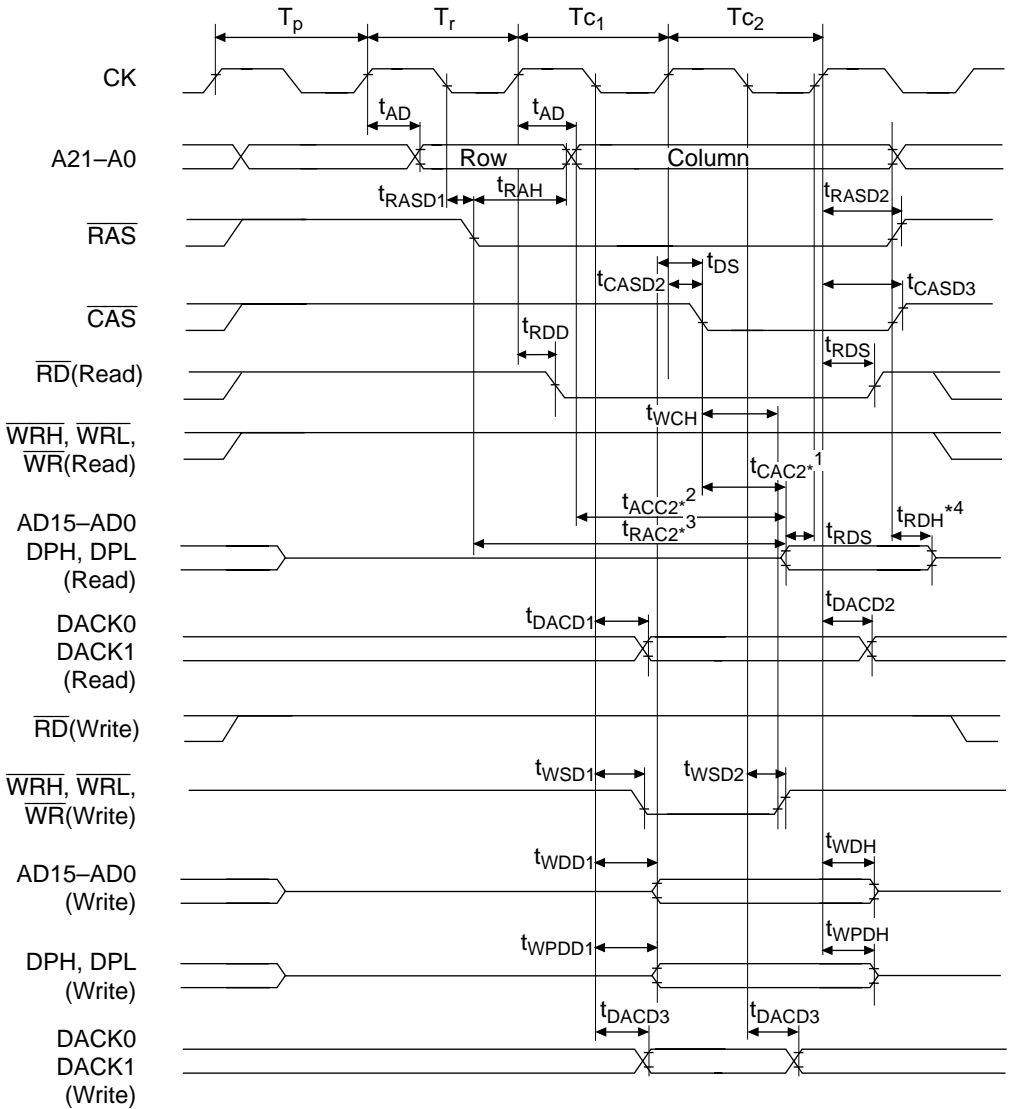 Tp Tr Tc1 Tc2
CK
tAD tAD
A21–A0 Row Column
tRASD1 tRAH tRASD2
RAS
tDS
tCASD2 tCASD3
CAS
tRDD tRDS
RD(Read)
tWCH
WRH, WRL,
WR(Read)
tCAC2*1
tACC2*2
AD15–AD0
tRAC2*3 tRDS tRDH*4
DPH, DPL
(Read)
DACK0
tDACD1 tDACD2
DACK1
(Read)
RD(Write)
tWSD1 tWSD2
WRH, WRL,
WR(Write)
tWDD1 tWDH
AD15–AD0
(Write)
tWPDD1 tWPDH
DPH, DPL
(Write)
tDACD3 tDACD3
DACK0
DACK1
(Write)